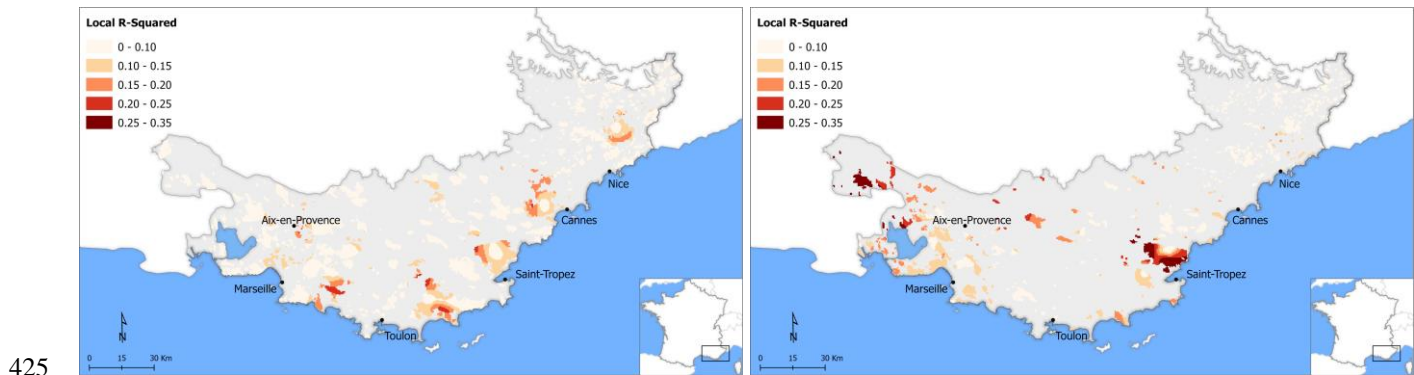 Local R-Squared
0 - 0.10
0.10 - 0.15
0.15 - 0.20
0.20 - 0.25
0.25 - 0.35
Nice
Cannes
Aix-en-Provence
Saint-Tropez
Marseille
Toulon
N
0 15 30 Km
Local R-Squared
0 - 0.10
0.10 - 0.15
0.15 - 0.20
0.20 - 0.25
0.25 - 0.35
Nice
Cannes
Aix-en-Provence
Saint-Tropez
Marseille
Toulon
N
0 15 30 Km
425